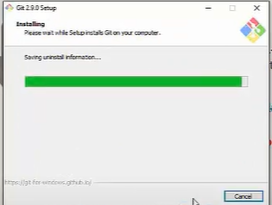 Git 2.9.0 Setup
Installing
Please wait while Setup installs Git on your computer.
Saving uninstall information...
https://git-for-windows.github.io/
Cancel